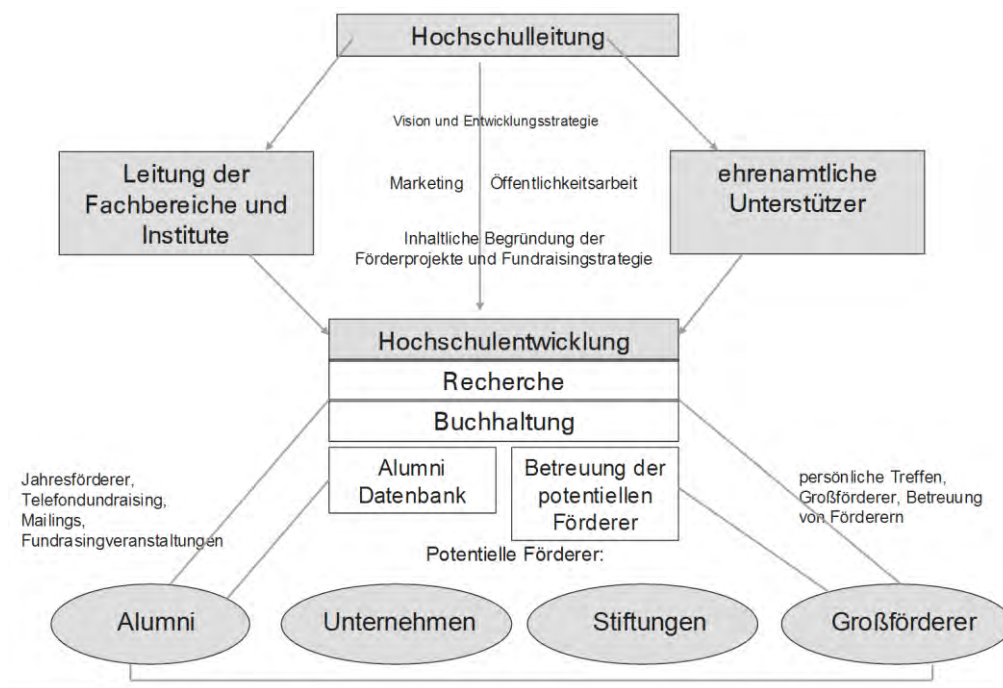 Hochschulleitung
Vision und Entwicklungsstrategie
Leitung der
Fachbereiche und
Institute
Marketing
Öffentlichkeitsarbeit
ehrenamtliche
Unterstützer
Inhaltliche Begründung der
Förderprojekte und Fundraisingstrategie
Hochschulentwicklung
Recherche
Buchhaltung
Alumni
Datenbank
Betreuung der
potentiellen
Förderer
Jahresförderer,
Telefondundraising,
Mailings,
Fundrasingveranstaltungen
persönliche Treffen,
Großförderer, Betreuung
von Förderern
Potentielle Förderer:
Alumni
Unternehmen
Stiftungen
Großförderer